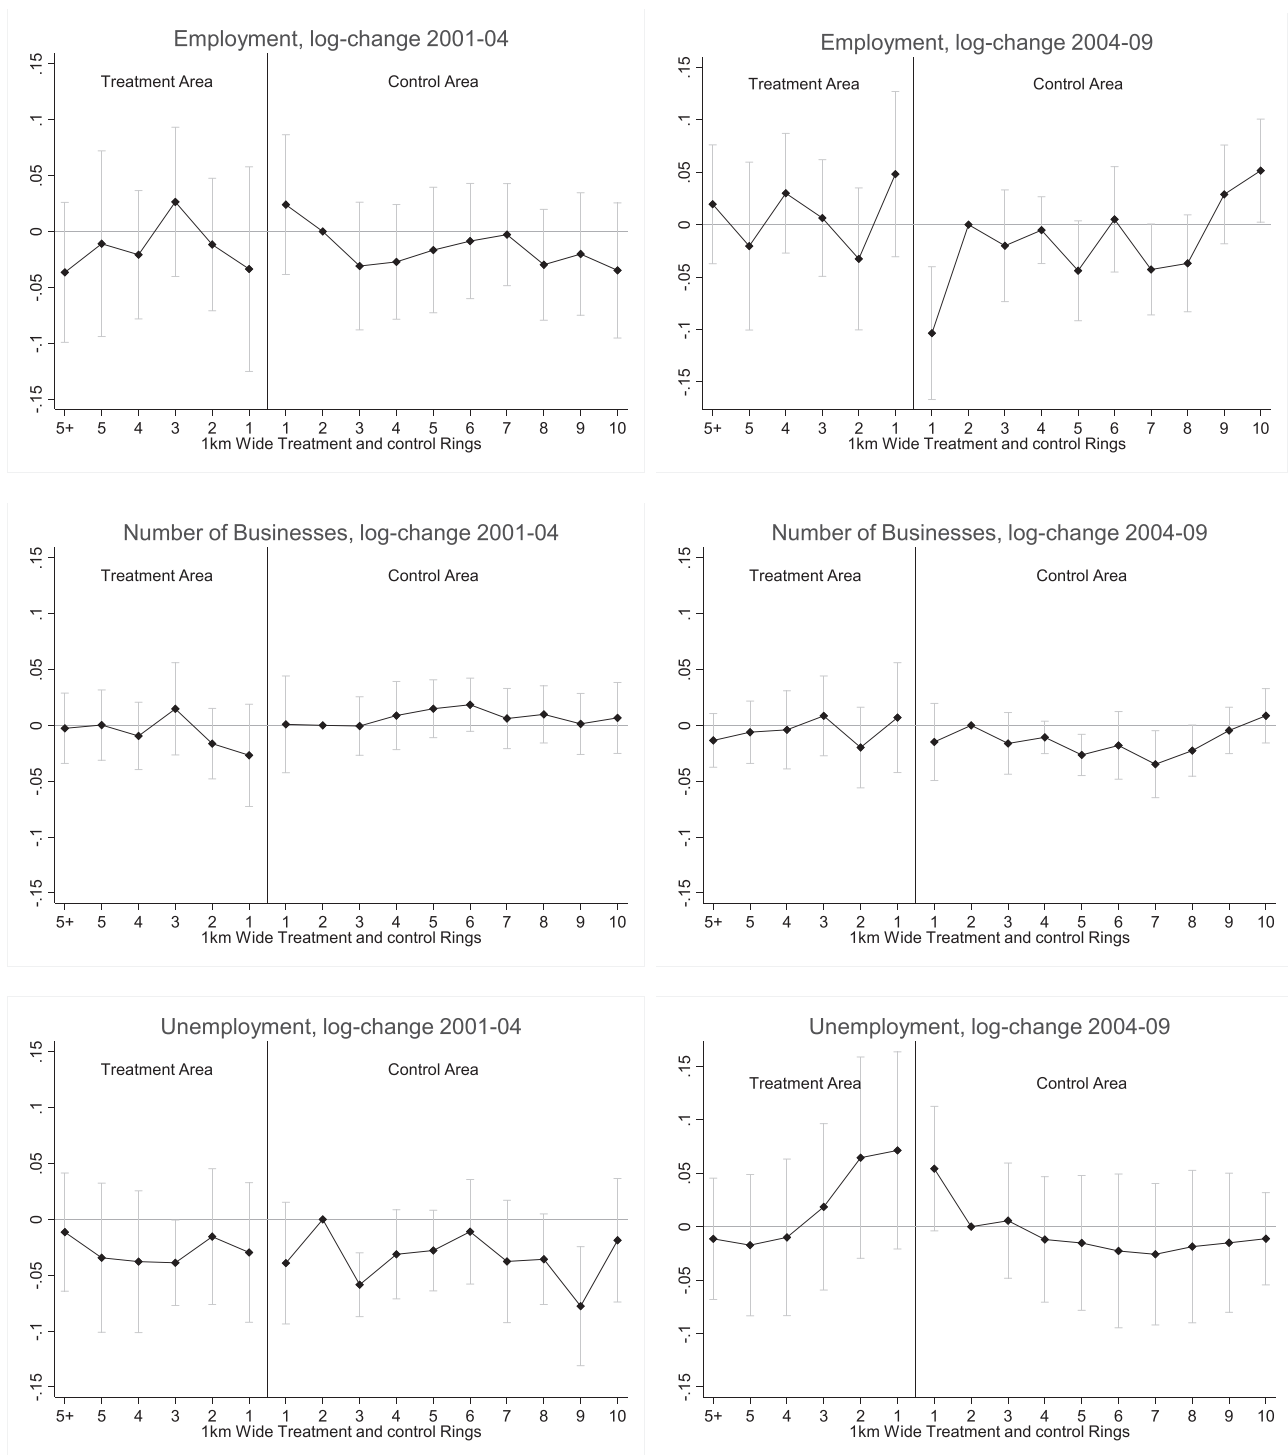 Employment, log-change 2001-04
Treatment Area
Control Area
.15
.1
.05
0
-.05
-.1
-.15
5+ 5 4 3 2 1 1 2 3 4 5 6 7 8 9 10
1km Wide Treatment and control Rings
Employment, log-change 2004-09
Treatment Area
Control Area
.15
.1
.05
0
-.05
-.1
-.15
5+ 5 4 3 2 1 1 2 3 4 5 6 7 8 9 10
1km Wide Treatment and control Rings
Number of Businesses, log-change 2001-04
Treatment Area
Control Area
.15
.1
.05
0
-.05
-.1
-.15
5+ 5 4 3 2 1 1 2 3 4 5 6 7 8 9 10
1km Wide Treatment and control Rings
Number of Businesses, log-change 2004-09
Treatment Area
Control Area
.15
.1
.05
0
-.05
-.1
-.15
5+ 5 4 3 2 1 1 2 3 4 5 6 7 8 9 10
1km Wide Treatment and control Rings
Unemployment, log-change 2001-04
Treatment Area
Control Area
.15
.1
.05
0
-.05
-.1
-.15
5+ 5 4 3 2 1 1 2 3 4 5 6 7 8 9 10
1km Wide Treatment and control Rings
Unemployment, log-change 2004-09
Treatment Area
Control Area
.15
.1
.05
0
-.05
-.1
-.15
5+ 5 4 3 2 1 1 2 3 4 5 6 7 8 9 10
1km Wide Treatment and control Rings